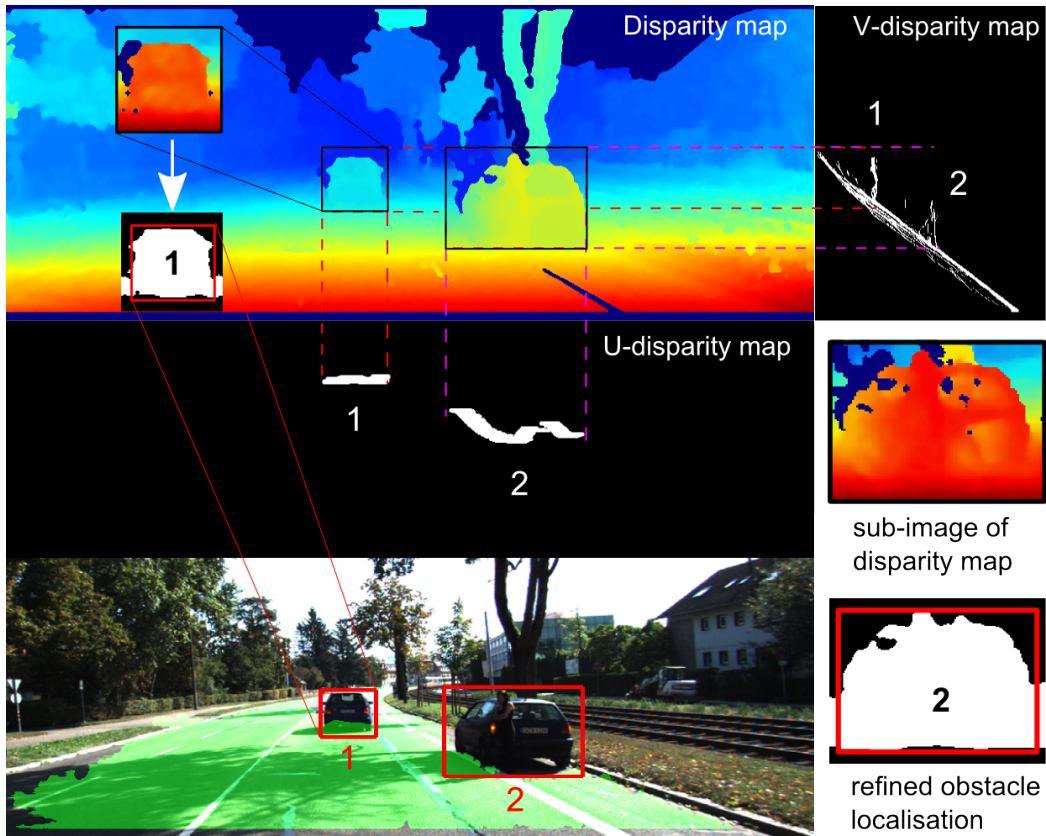 Disparity map
V-disparity map
1
2
1
U-disparity map
1
2
sub-image of
disparity map
1
2
2
refined obstacle
localisation